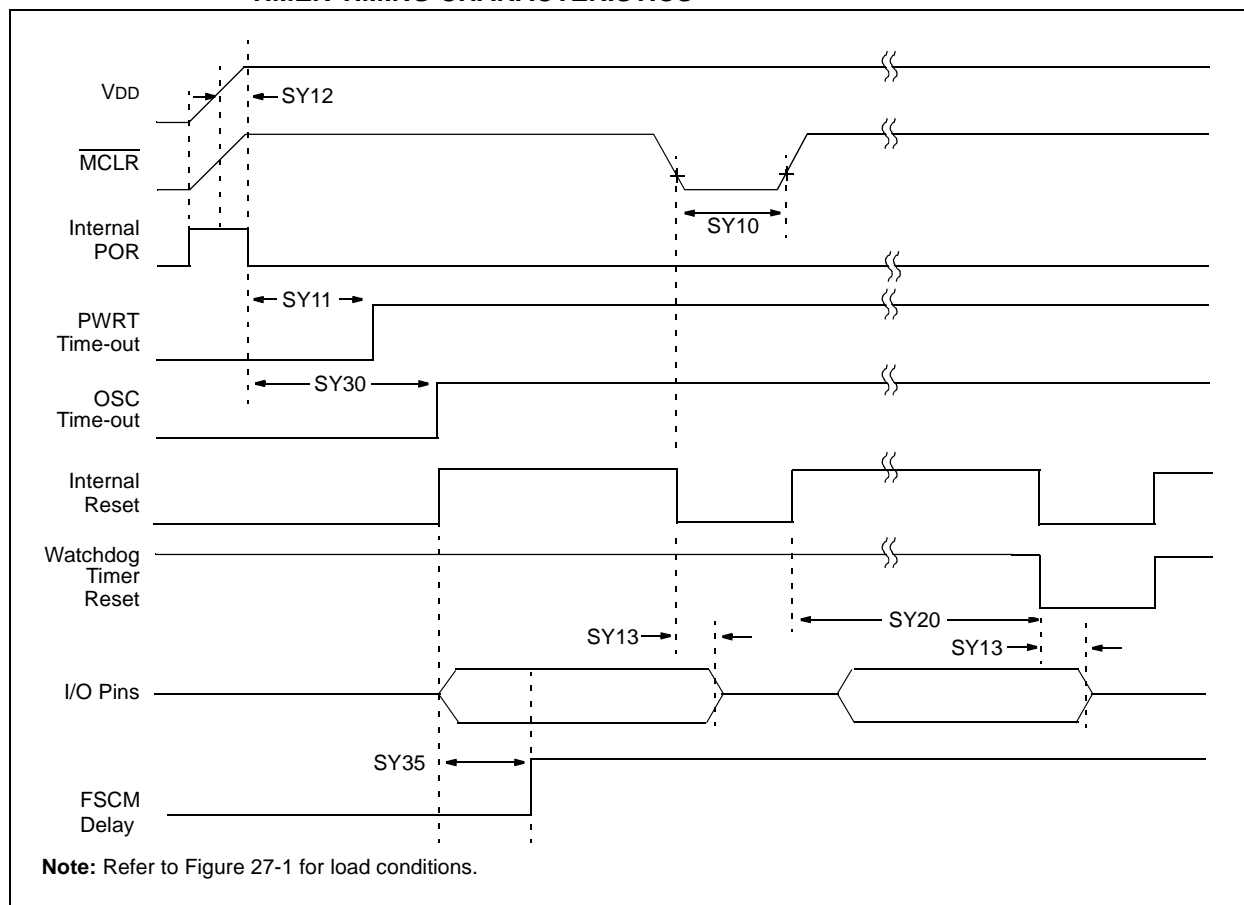 VDD
SY12
MCLR
SY10
Internal
POR
SY11
PWRT
Time-out
SY30
OSC
Time-out
Internal
Reset
Watchdog
Timer
Reset
SY20
SY13
SY13
I/O Pins
SY35
FSCM
Delay
Note: Refer to Figure 27-1 for load conditions.